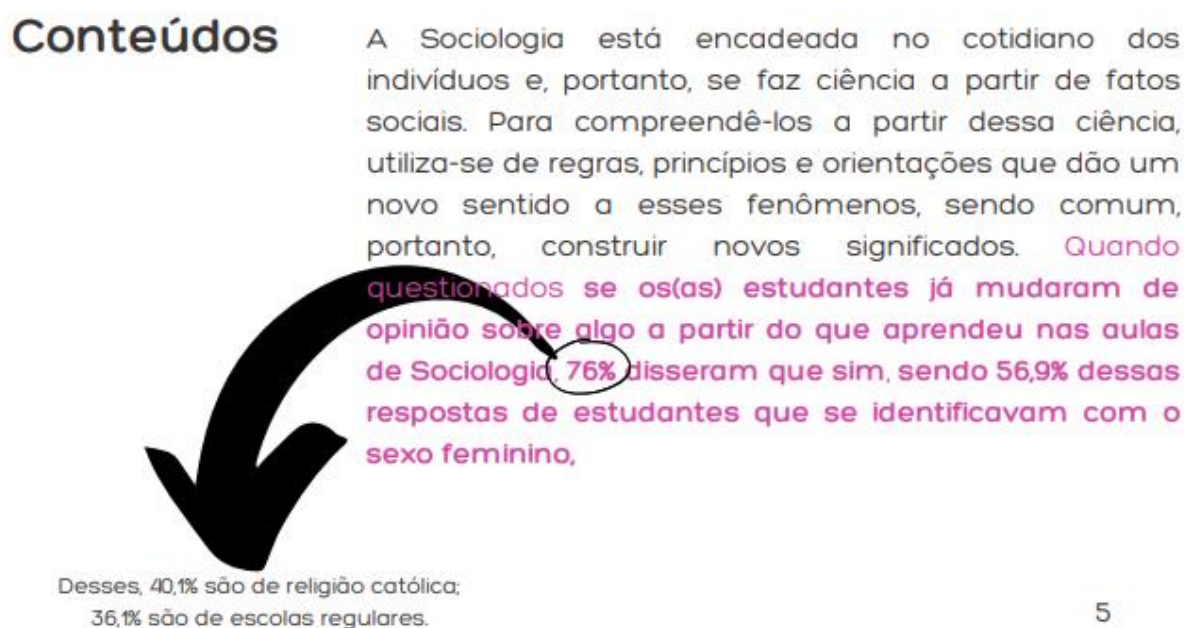 Conteúdos
A Sociologia está encadeada no cotidiano dos
indivíduos e, portanto, se faz ciência a partir de fatos
sociais. Para compreendê-los a partir dessa ciência,
utiliza-se de regras, princípios e orientações que dão um
novo sentido a esses fenômenos, sendo comum,
portanto, construir novos significados. Quando
questionados se os(as) estudantes já mudaram de
opinião sobre algo a partir do que aprendeu nas aulas
de Sociologia, 76% disseram que sim, sendo 56,9% dessas
respostas de estudantes que se identificavam com o
sexo feminino,
Desses, 40,1% são de religião católica;
36,1% são de escolas regulares.
5